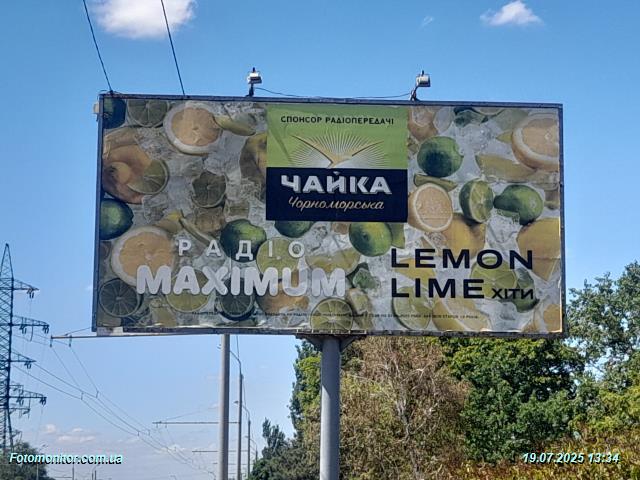 СПОНСОР РАДІОПЕРЕДАЧІ
ЧАЙКА
Чорноморська
РАДІО
MAXIMUM
LEMON
LIME ХІТИ
Fotomonitor.com.ua
19.07.2025 13:34